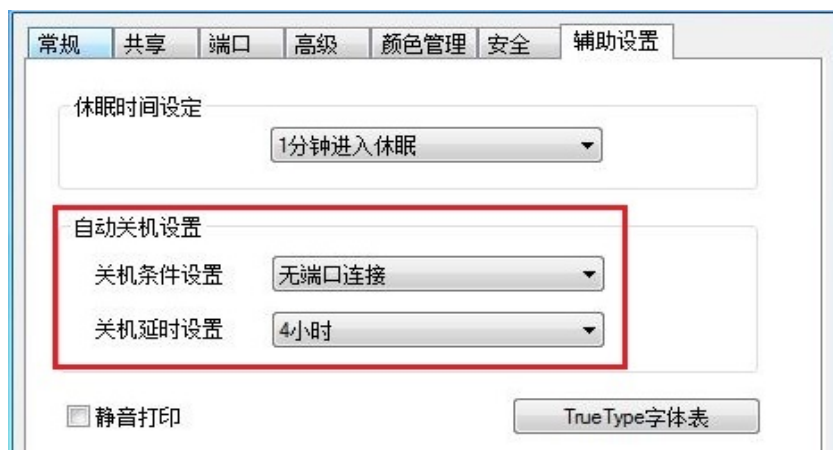 常规 共享 端口 高级 颜色管理 安全 辅助设置
休眠时间设定
1分钟进入休眠
自动关机设置
关机条件设置 无端口连接
关机延时设置 4小时
静音打印 TrueType字体表